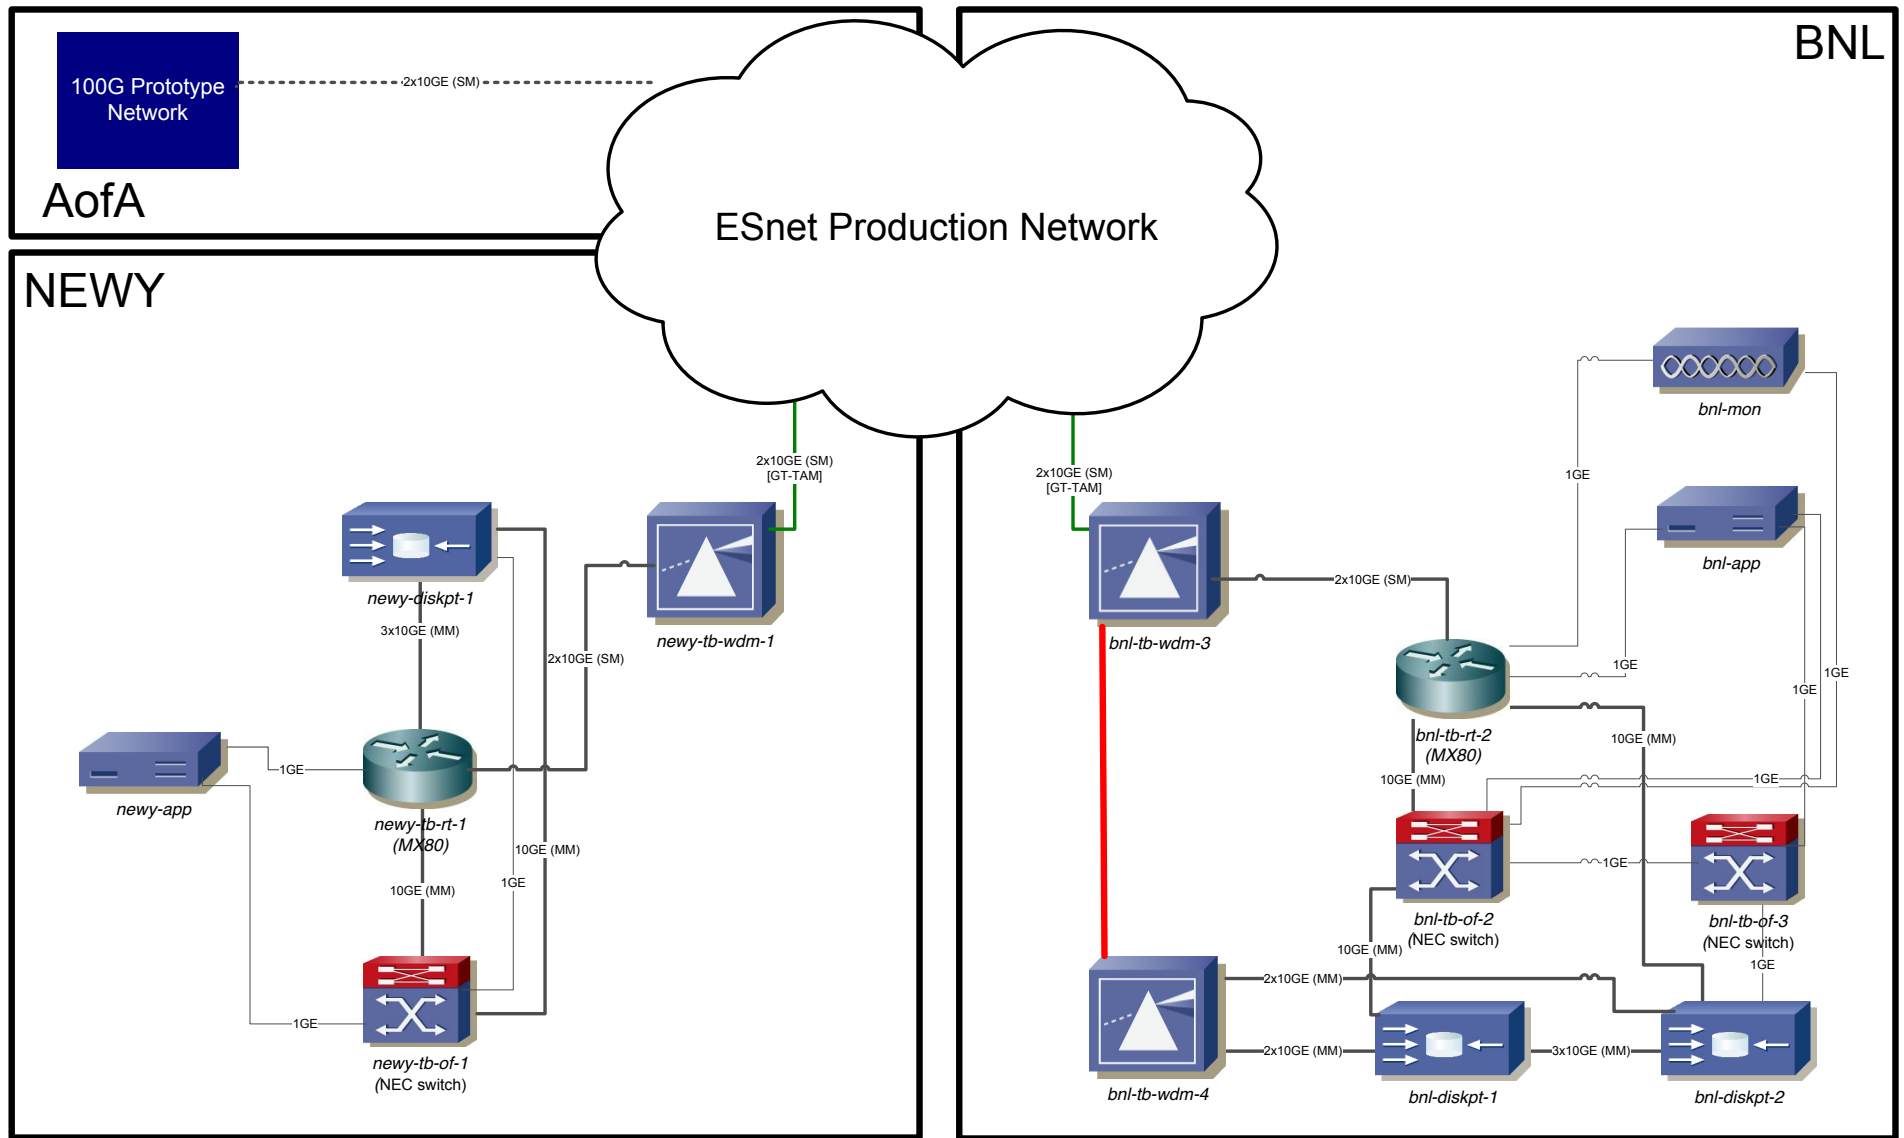 100G Prototype
Network
2x10GE (SM)
AofA
BNL
ESnet Production Network
NEWY
2x10GE (SM)
[GT-TAM]
newy-diskpt-1
3x10GE (MM)
newy-tb-wdm-1
2x10GE (SM)
1GE
newy-app
newy-tb-rt-1
(MX80)
10GE (MM)
10GE (MM)
1GE
1GE
newy-tb-of-1
(NEC switch)
2x10GE (SM)
[GT-TAM]
bnl-mon
1GE
bnl-app
2x10GE (SM)
bnl-tb-wdm-3
1GE
1GE
1GE
bnl-tb-rt-2
(MX80)
10GE (MM)
10GE (MM)
1GE
1GE
bnl-tb-of-2
(NEC switch)
bnl-tb-of-3
(NEC switch)
10GE (MM)
1GE
2x10GE (MM)
2x10GE (MM)
3x10GE (MM)
bnl-tb-wdm-4
bnl-diskpt-1
bnl-diskpt-2